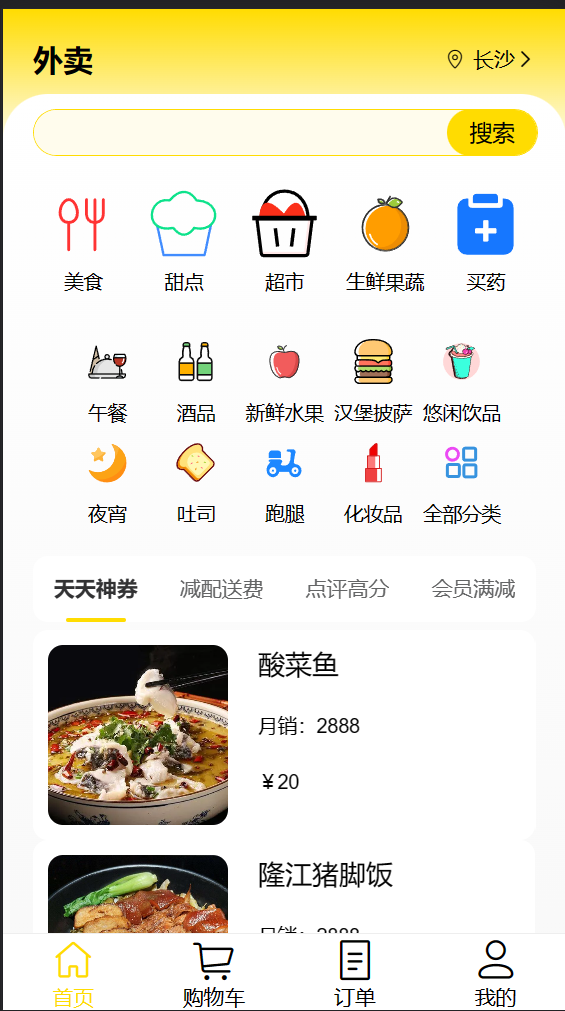 外卖
长沙
搜索
美食 甜点 超市 生鲜果蔬 买药
午餐 酒品 新鲜水果 汉堡披萨 悠闲饮品
夜宵 吐司 跑腿 化妆品 全部分类
天天神券 减配送费 点评高分 会员满减
酸菜鱼
月销：2888
￥20
隆江猪脚饭
月销：2888
首页 购物车 订单 我的